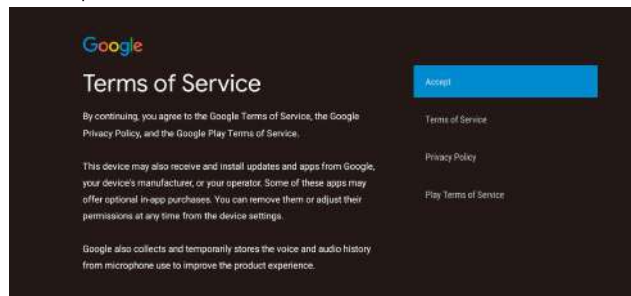 Google
Terms of Service
By continuing, you agree to the Google Terms of Service, the Google
Privacy Policy, and the Google Play Terms of Service.
This device may also receive and install updates and apps from Google,
your device's manufacturer, or your operator. Some of these apps may
offer optional in-app purchases. You can remove them or adjust their
permissions at any time from the device settings.
Google also collects and temporarily stores the voice and audio history
from microphone use to improve the product experience.
Accept
Terms of Service
Privacy Policy
Play Terms of Service